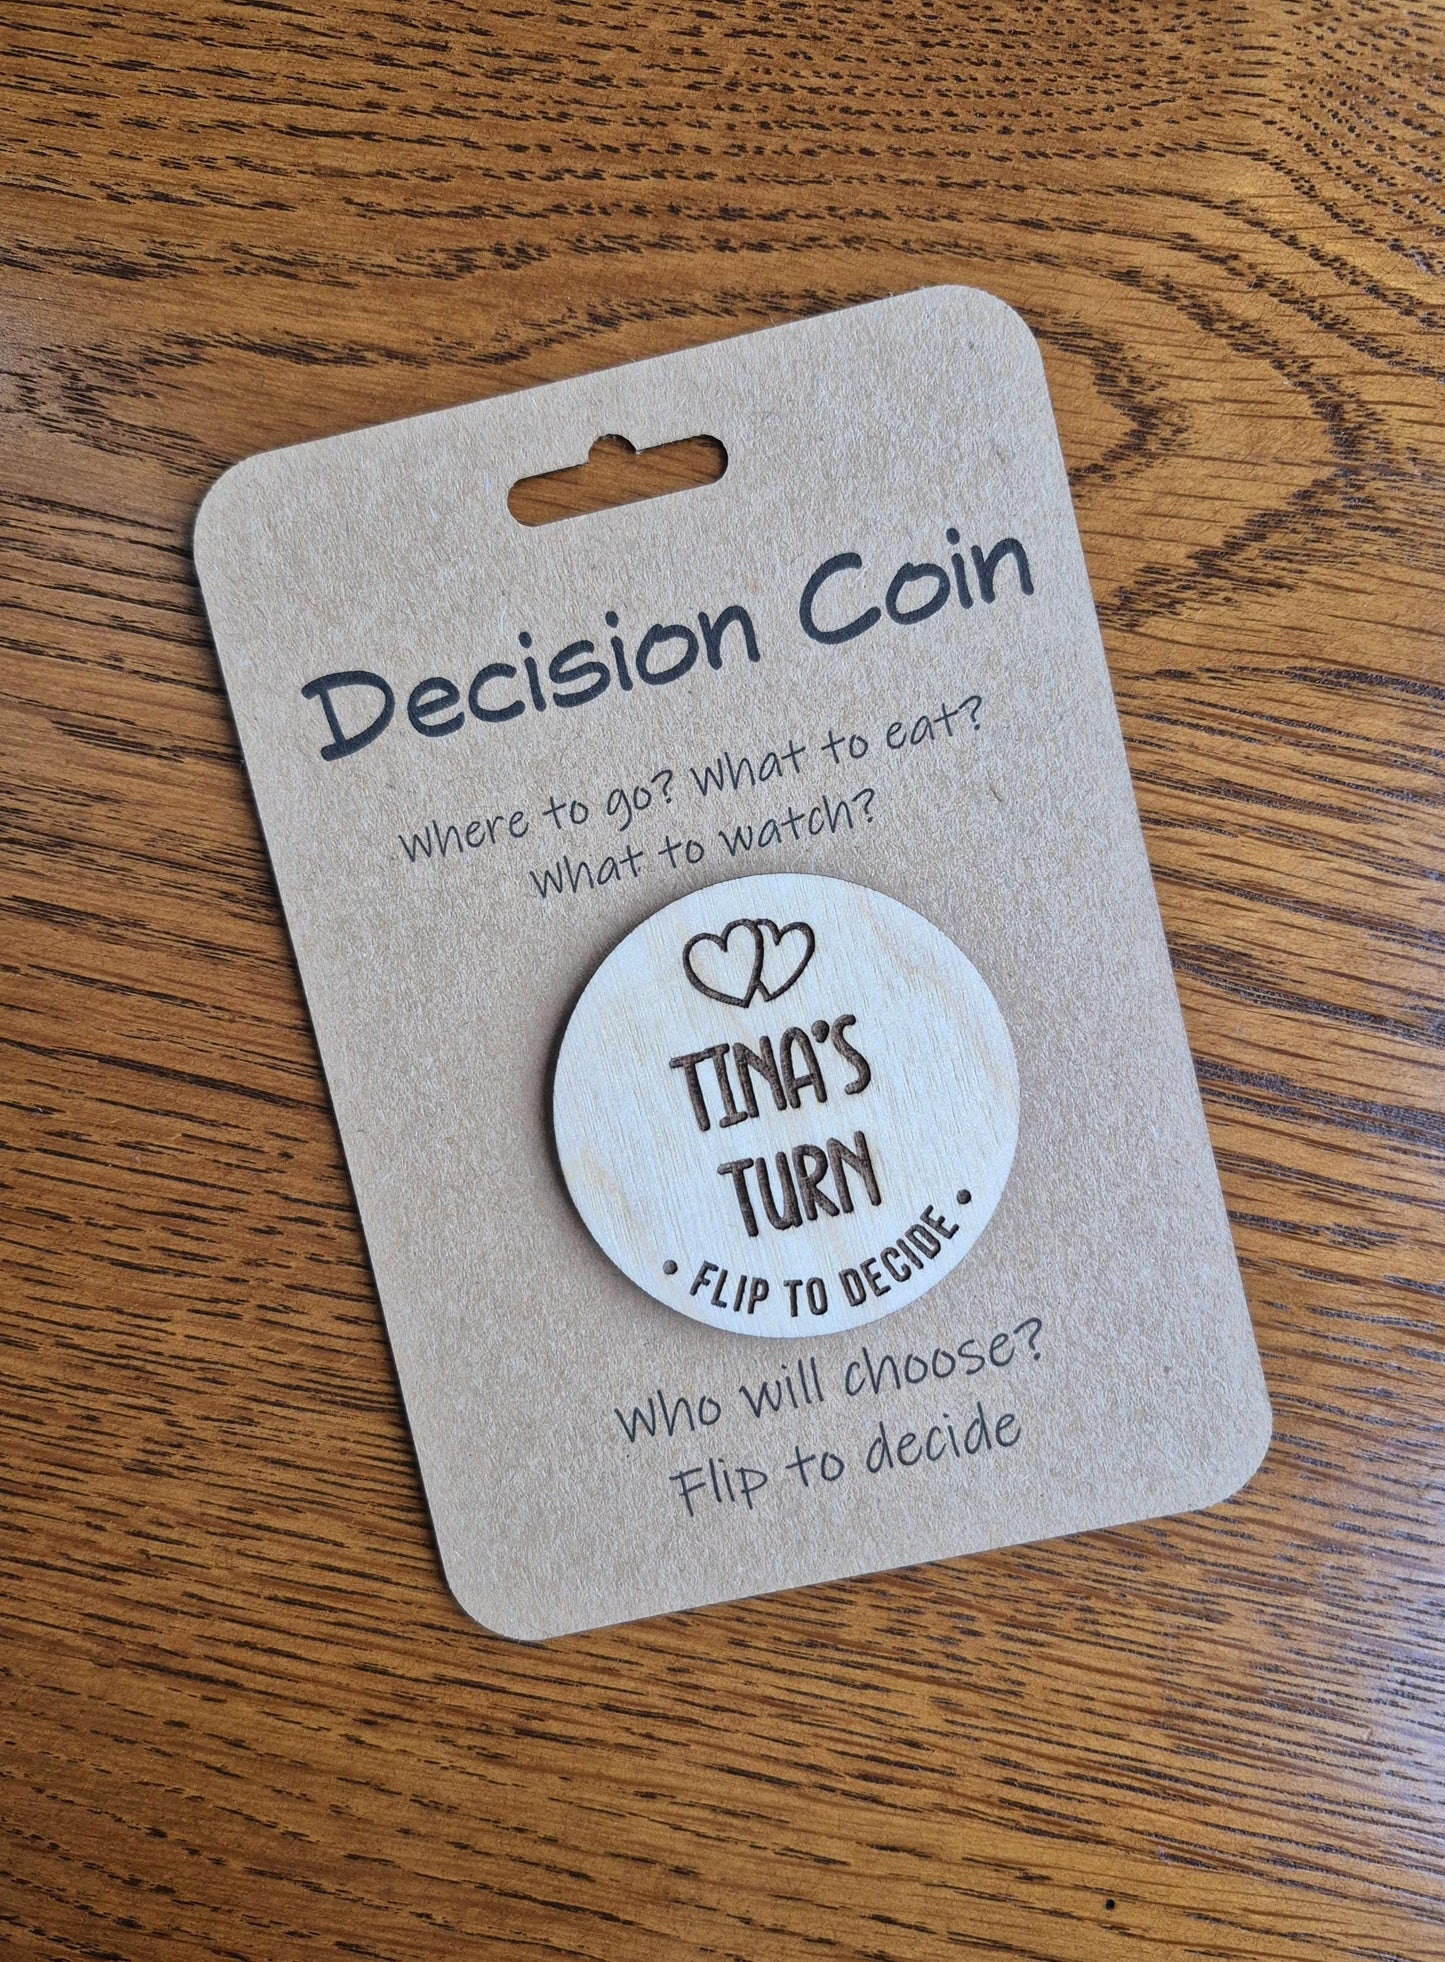 Decision Coin
Where to go? What to eat?
What to watch?
TINA'S
TURN
• FLIP TO DECIDE •
Who will choose?
Flip to decide